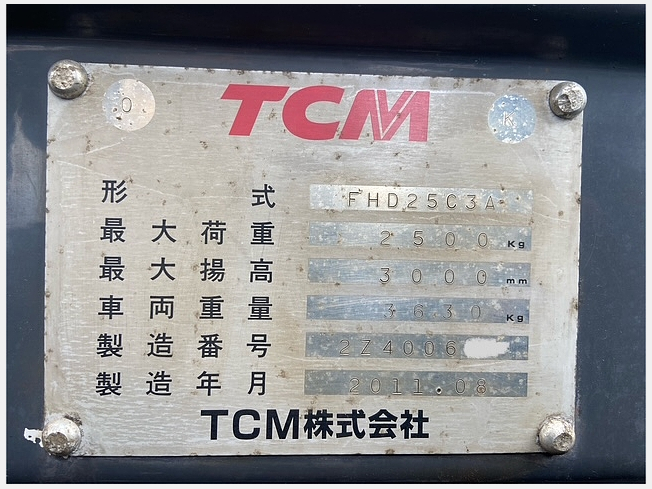 O TCM K
形式 FHD25C3A
最大荷重 2500 Kg
最大揚高 3000 mm
車両重量 3630 Kg
製造番号 2Z4006
製造年月 2011.08
TCM株式会社